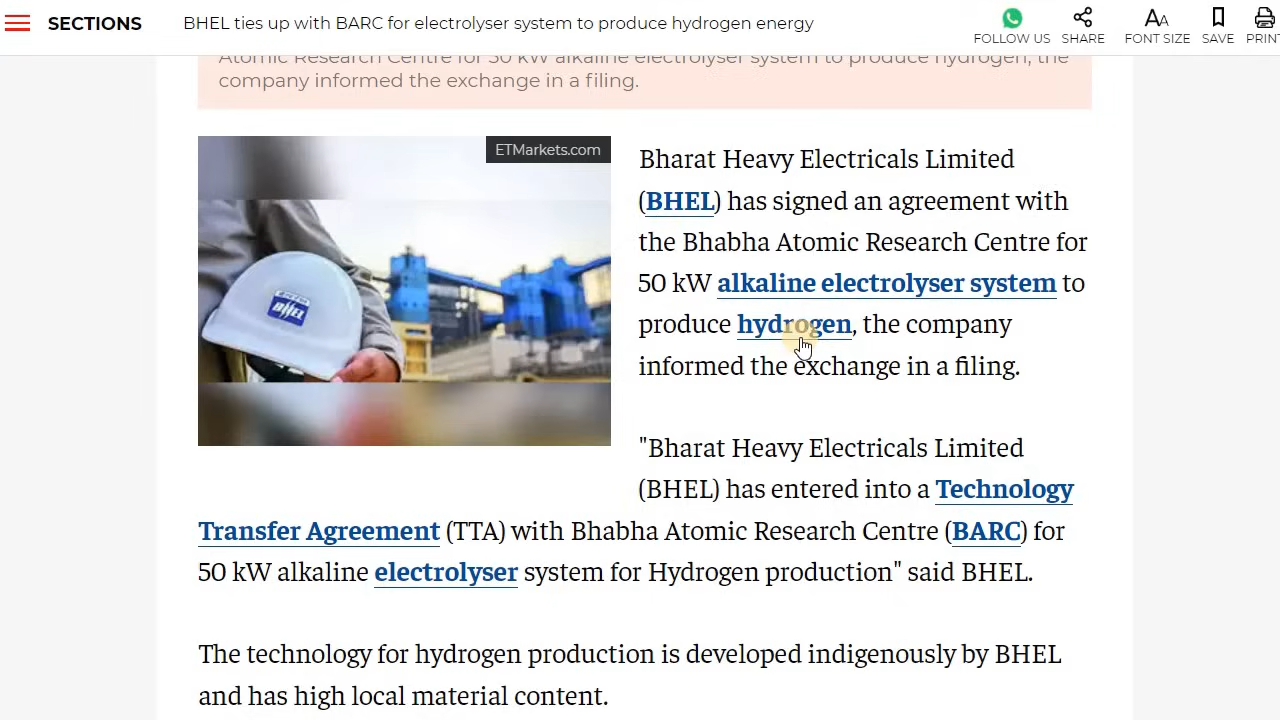 SECTIONS
BHEL ties up with BARC for electrolyser system to produce hydrogen energy
FOLLOW US
SHARE
FONT SIZE
SAVE
PRINT
Atomic Research Centre for 50 kW alkaline electrolyser system to produce hydrogen, the
company informed the exchange in a filing.
ETMarkets.com
BHEL
Bharat Heavy Electricals Limited
(BHEL) has signed an agreement with
the Bhabha Atomic Research Centre for
50 kW alkaline electrolyser system to
produce hydrogen, the company
informed the exchange in a filing.
"Bharat Heavy Electricals Limited
(BHEL) has entered into a Technology
Transfer Agreement (TTA) with Bhabha Atomic Research Centre (BARC) for
50 kW alkaline electrolyser system for Hydrogen production" said BHEL.
The technology for hydrogen production is developed indigenously by BHEL
and has high local material content.